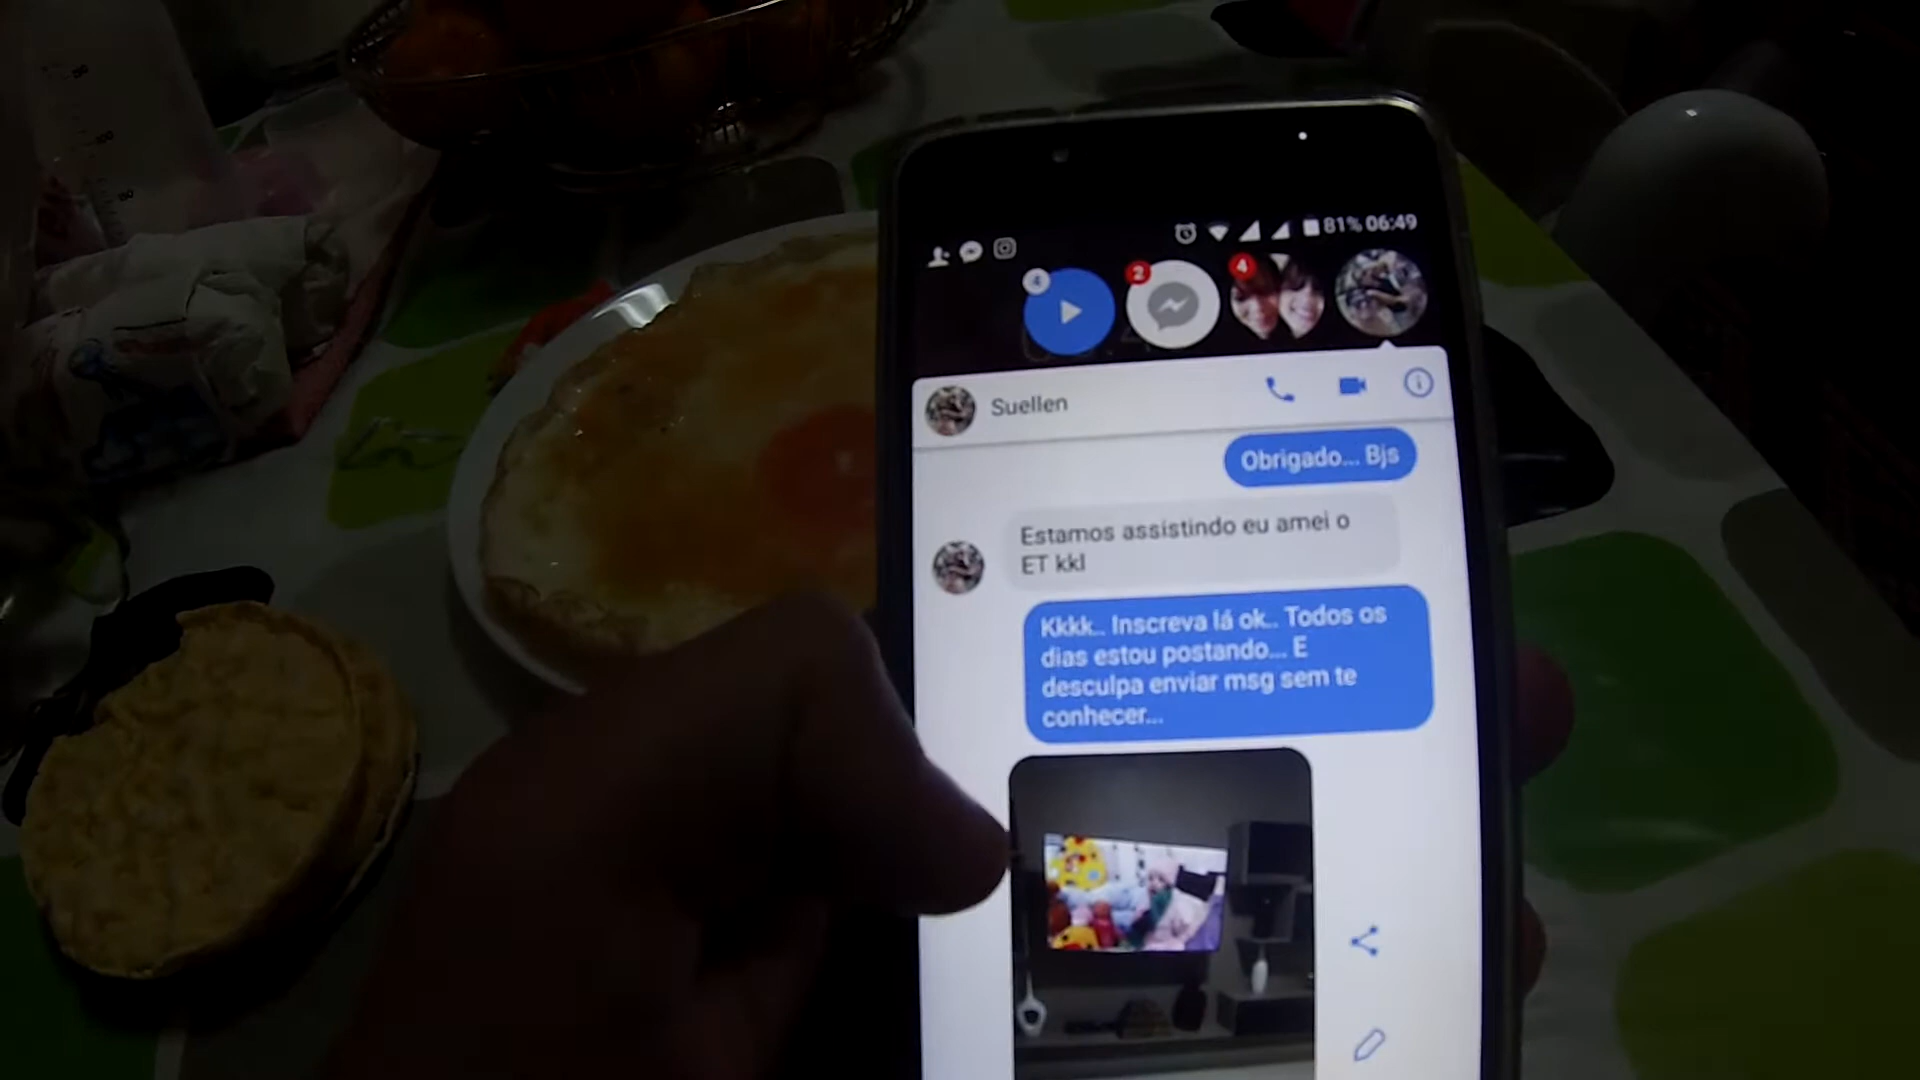 81% 06:49
4
2
4
Suellen
Obrigado... Bjs
Estamos assistindo eu amei o
ET kkl
Kkkk.. Inscreva lá ok.. Todos os
dias estou postando... E
desculpa enviar msg sem te
conhecer...